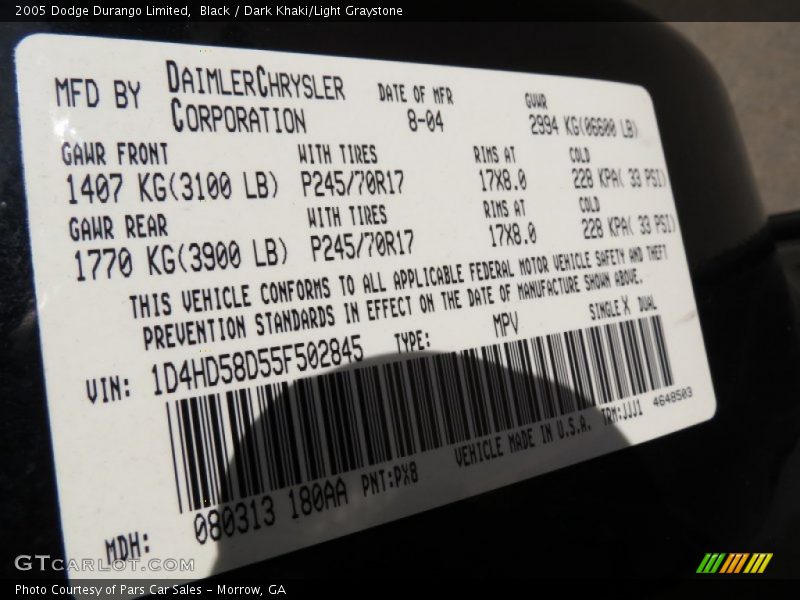 2005 Dodge Durango Limited, Black / Dark Khaki/Light Graystone
MFD BY DAIMLERCHRYSLER CORPORATION DATE OF MFR 8-04 GVWR 2994 KG(06600 LB)
GAWR FRONT WITH TIRES RIMS AT COLD
1407 KG(3100 LB) P245/70R17 17X8.0 228 KPA( 33 PSI)
GAWR REAR WITH TIRES RIMS AT COLD
1770 KG(3900 LB) P245/70R17 17X8.0 228 KPA( 33 PSI)
THIS VEHICLE CONFORMS TO ALL APPLICABLE FEDERAL MOTOR VEHICLE SAFETY AND THEFT
PREVENTION STANDARDS IN EFFECT ON THE DATE OF MANUFACTURE SHOWN ABOVE.
VIN: 1D4HD58D55F502845 TYPE: MPV SINGLE X DUAL
VEHICLE MADE IN U.S.A. TRM:JJJ1 4648503
MDH: 080313 180AA PNT:PX8
GTcarlot.com
Photo Courtesy of Pars Car Sales - Morrow, GA